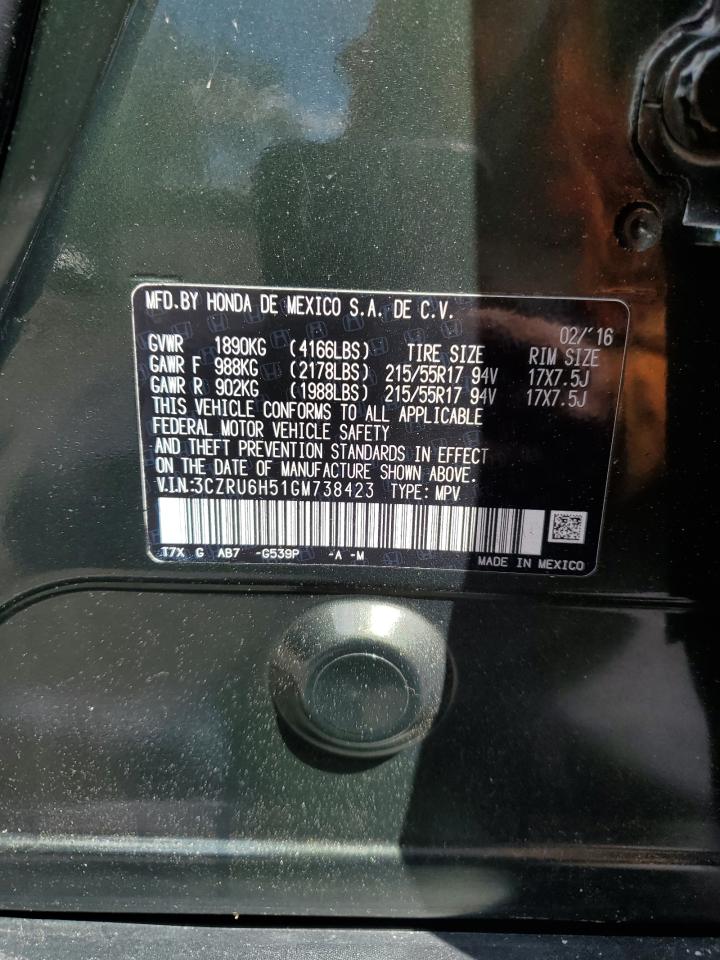 MFD.BY HONDA DE MEXICO S.A. DE C.V.
02/'16
GVWR 1890KG (4166LBS) TIRE SIZE RIM SIZE
GAWR F 988KG (2178LBS) 215/55R17 94V 17X7.5J
GAWR R 902KG (1988LBS) 215/55R17 94V 17X7.5J
THIS VEHICLE CONFORMS TO ALL APPLICABLE
FEDERAL MOTOR VEHICLE SAFETY
AND THEFT PREVENTION STANDARDS IN EFFECT
ON THE DATE OF MANUFACTURE SHOWN ABOVE.
V.I.N.:3CZRU6H51GM738423 TYPE: MPV
T7X G AB7 -G539P -A -M
MADE IN MEXICO